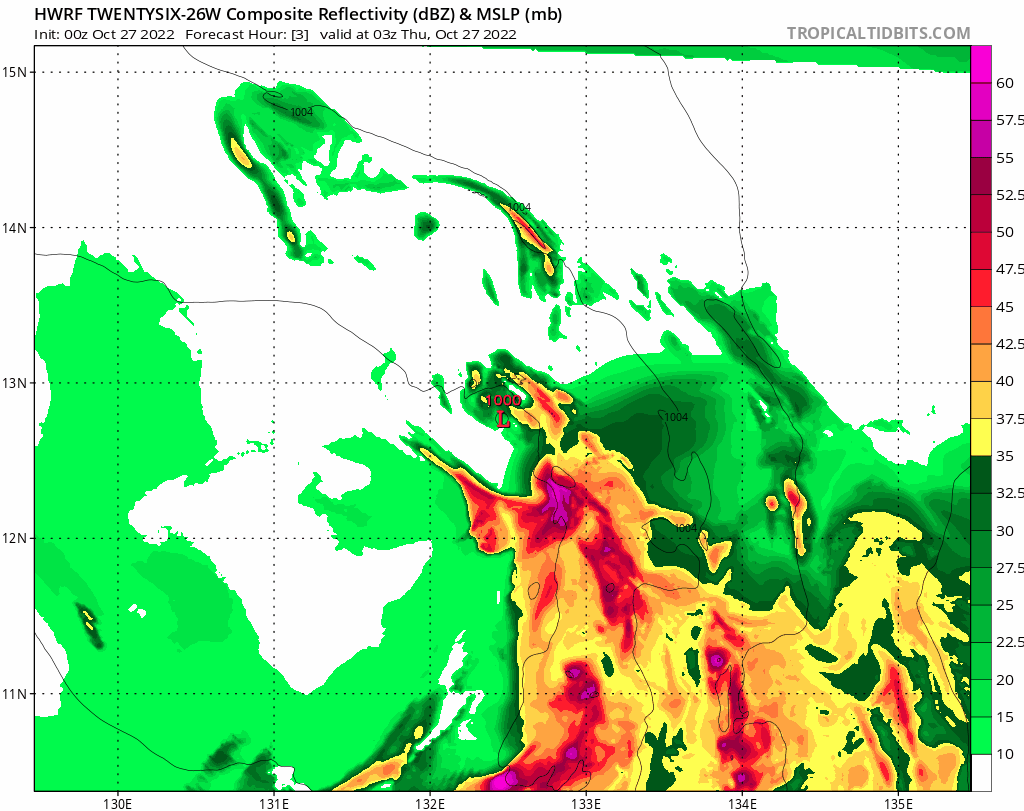 HWRF TWENTYSIX-26W Composite Reflectivity (dBZ) & MSLP (mb)
Init: 00z Oct 27 2022 Forecast Hour: [3] valid at 03z Thu, Oct 27 2022
TROPICALTIDBITS.COM
15N
14N
13N
12N
11N
1004
1004
1000
L
1004
1004
60
57.5
55
52.5
50
47.5
45
42.5
40
37.5
35
32.5
30
27.5
25
22.5
20
15
10
130E
131E
132E
133E
134E
135E